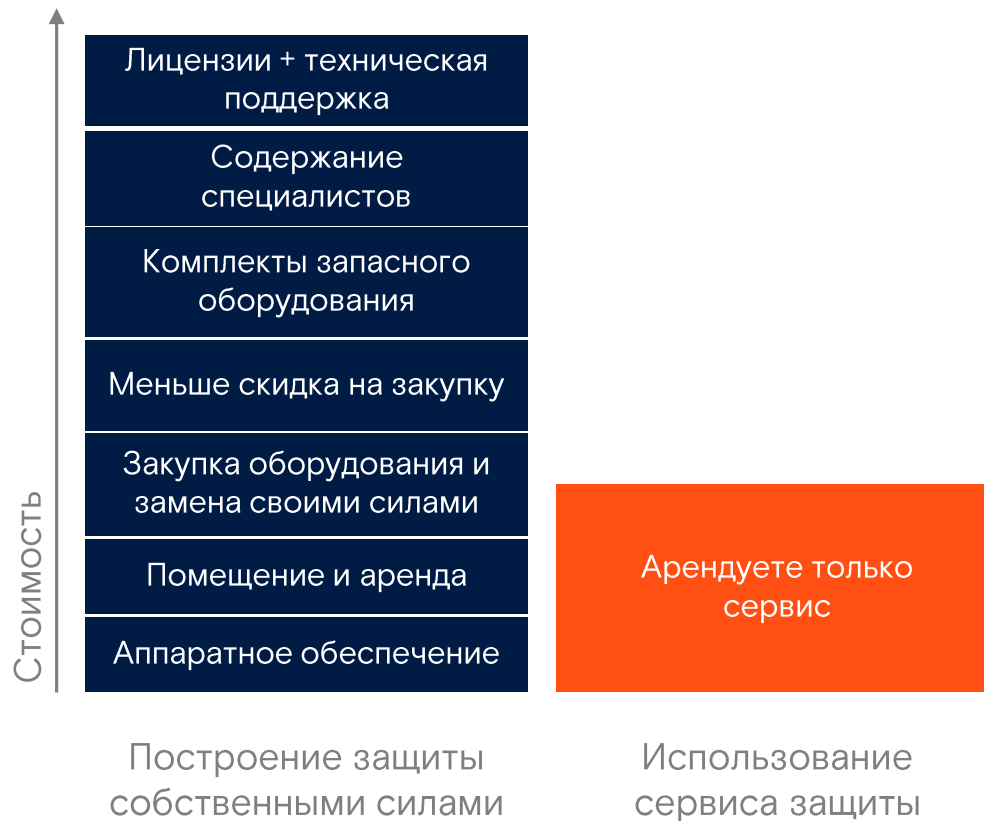 Лицензии + техническая
поддержка
Содержание
специалистов
Комплекты запасного
оборудования
Меньше скидка на закупку
Закупка оборудования и
замена своими силами
Помещение и аренда
Аппаратное обеспечение
Арендуете только
сервис
Стоимость
Построение защиты
собственными силами
Использование
сервиса защиты